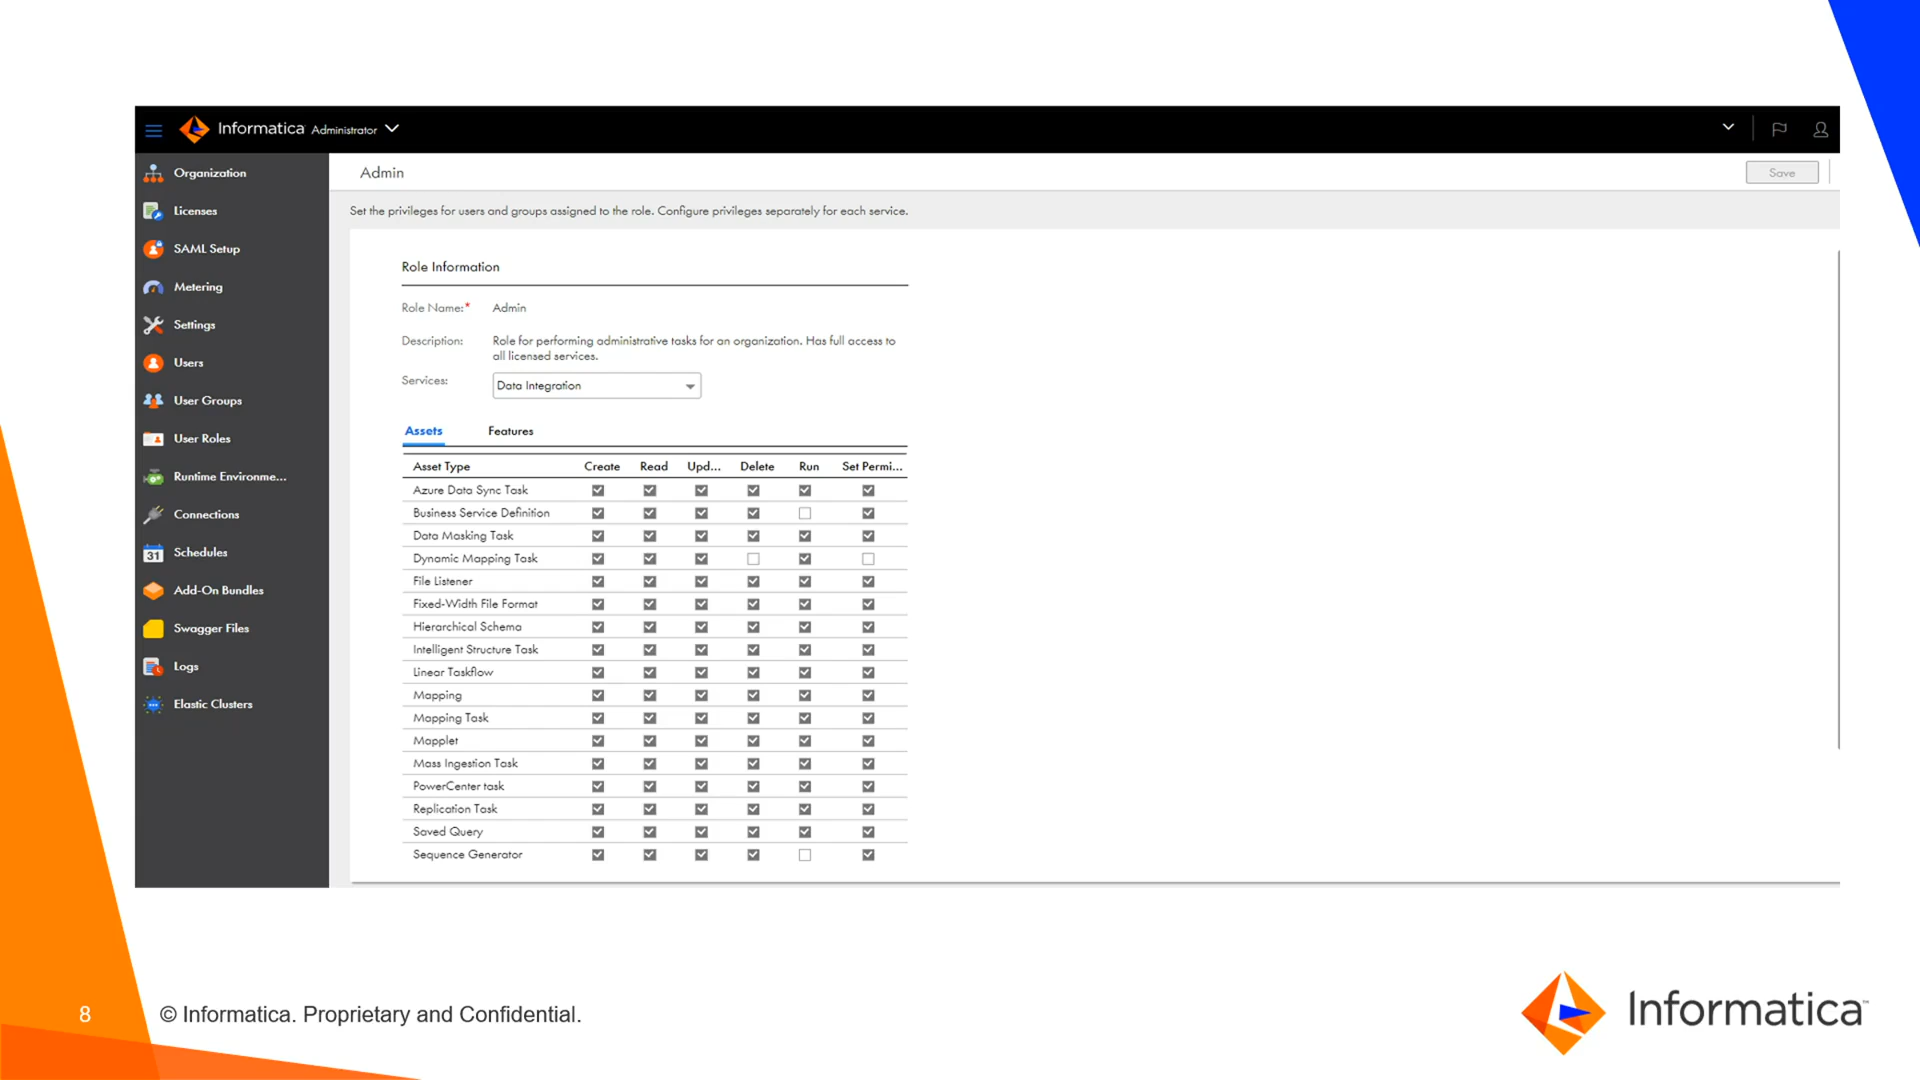 Informatica Administrator
Organization
Licenses
SAML Setup
Metering
Settings
Users
User Groups
User Roles
Runtime Environme...
Connections
31 Schedules
Add-On Bundles
Swagger Files
Logs
Elastic Clusters
Admin
Save
Set the privileges for users and groups assigned to the role. Configure privileges separately for each service.
Role Information
Role Name:* Admin
Description: Role for performing administrative tasks for an organization. Has full access to
all licensed services.
Services: Data Integration
Assets Features
Asset Type Create Read Upd... Delete Run Set Permi...
Azure Data Sync Task
Business Service Definition
Data Masking Task
Dynamic Mapping Task
File Listener
Fixed-Width File Format
Hierarchical Schema
Intelligent Structure Task
Linear Taskflow
Mapping
Mapping Task
Mapplet
Mass Ingestion Task
PowerCenter task
Replication Task
Saved Query
Sequence Generator
8 © Informatica. Proprietary and Confidential.
Informatica™